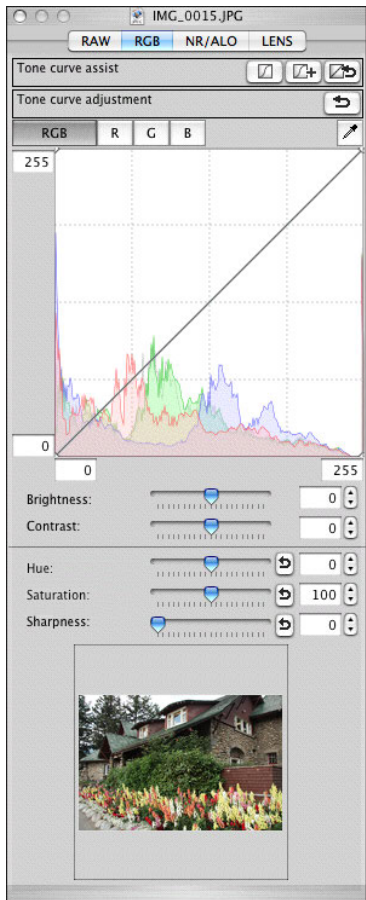 IMG_0015.JPG
RAW RGB NR/ALO LENS
Tone curve assist
Tone curve adjustment
RGB R G B
255
0
0 255
Brightness: 0
Contrast: 0
Hue: 0
Saturation: 100
Sharpness: 0